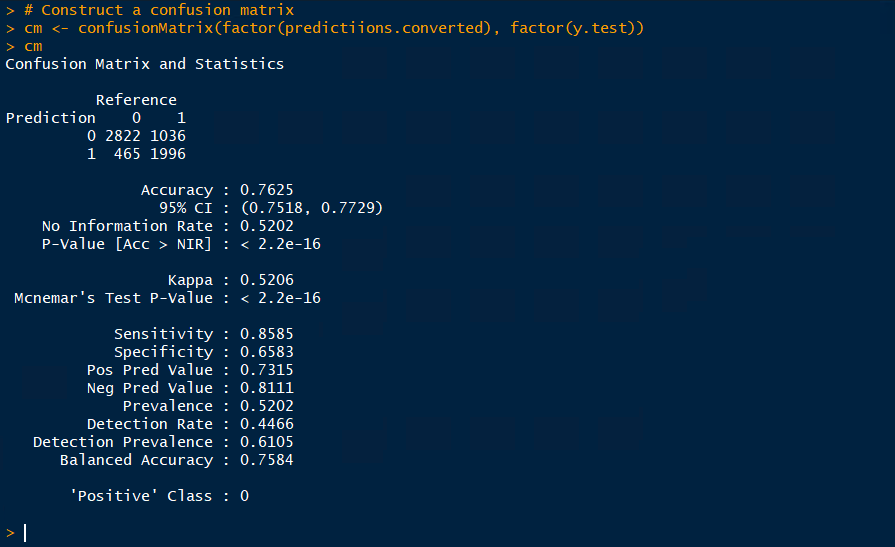 > # Construct a confusion matrix
> cm <- confusionMatrix(factor(predictiions.converted), factor(y.test))
> cm
Confusion Matrix and Statistics
Reference
Prediction 0 1
0 2822 1036
1 465 1996
Accuracy : 0.7625
95% CI : (0.7518, 0.7729)
No Information Rate : 0.5202
P-Value [Acc > NIR] : < 2.2e-16
Kappa : 0.5206
Mcnemar's Test P-Value : < 2.2e-16
Sensitivity : 0.8585
Specificity : 0.6583
Pos Pred Value : 0.7315
Neg Pred Value : 0.8111
Prevalence : 0.5202
Detection Rate : 0.4466
Detection Prevalence : 0.6105
Balanced Accuracy : 0.7584
'Positive' Class : 0
>